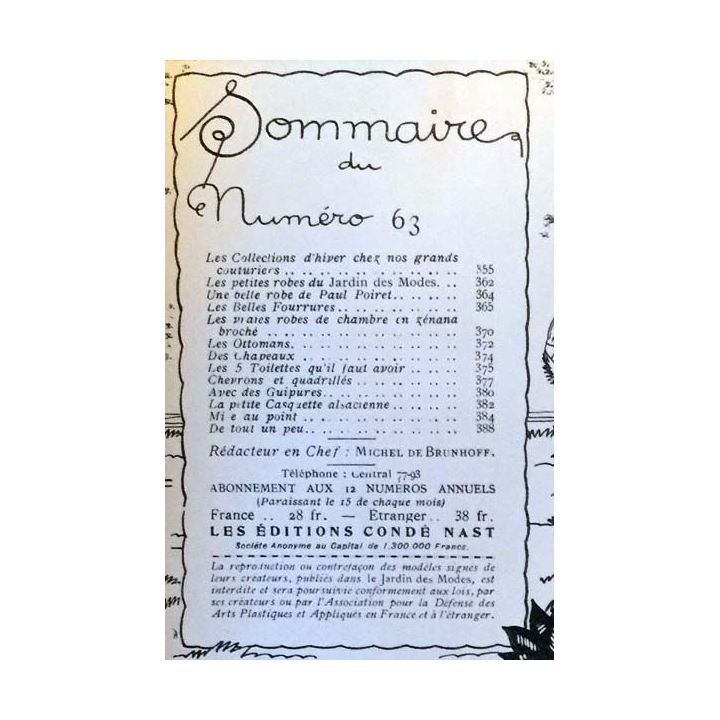 Sommaire
du
Numéro 63
Les Collections d'hiver chez nos grands
couturiers .. .. .. .. .. .. .. .. .. .. 355
Les petites robes du Jardin des Modes. .. 362
Une belle robe de Paul Poiret.. .. .. .. 364
Les Belles Fourrures.. .. .. .. .. .. .. 365
Les vraies robes de chambre en zénana
broché .. .. .. .. .. .. .. .. .. .. .. 370
Les Ottomans. .. .. .. .. .. .. .. .. .. 372
Des Chapeaux .. .. .. .. .. .. .. .. .. 374
Les 5 Toilettes qu'il faut avoir .. .. .. 375
Chevrons et quadrillés .. .. .. .. .. .. 377
Avec des Guipures.. .. .. .. .. .. .. .. 380
La petite Casquette alsacienne .. .. .. .. 382
Mi e au point .. .. .. .. .. .. .. .. .. 384
De tout un peu.. .. .. .. .. .. .. .. .. 388
Rédacteur en Chef : MICHEL DE BRUNHOFF.
Téléphone : Central 77-93
ABONNEMENT AUX 12 NUMÉROS ANNUELS
(Paraissant le 15 de chaque mois)
France .. 28 fr. — Étranger.. 38 fr.
LES ÉDITIONS CONDÉ NAST
Société Anonyme au Capital de 1.300 000 Francs.
La reproduction ou contrefaçon des modèles signés de
leurs créateurs, publiés dans le Jardin des Modes, est
interdite et sera poursuivie conformément aux lois, par
ses créateurs ou par l'Association pour la Défense des
Arts Plastiques et Appliqués en France et à l'étranger.